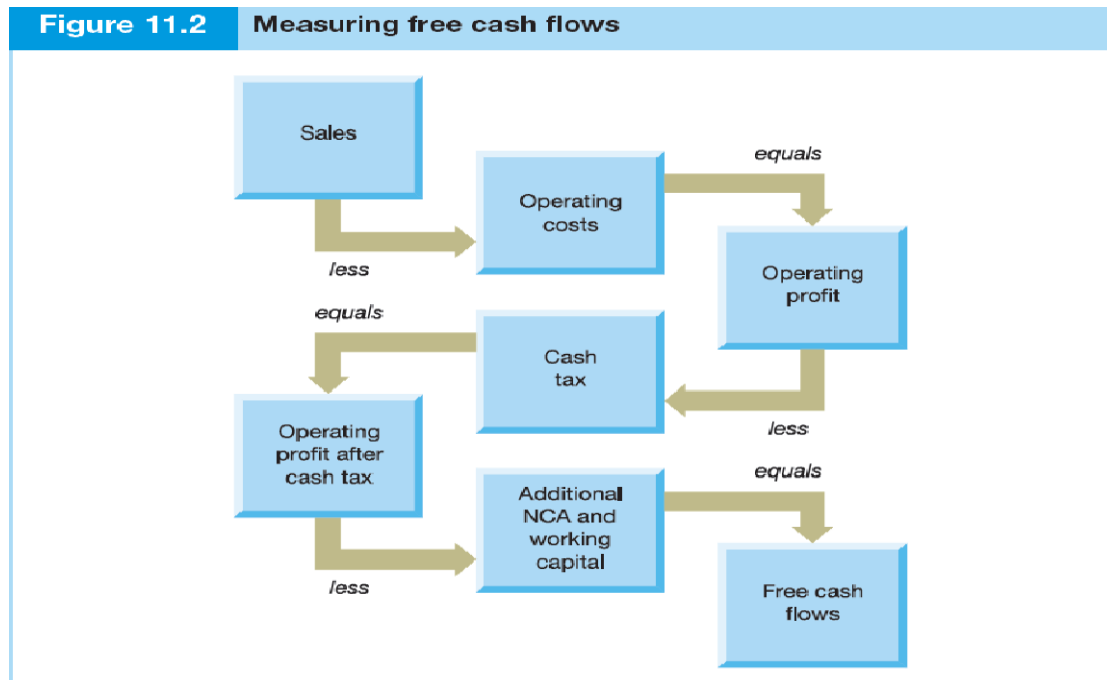 Figure 11.2 Measuring free cash flows
Sales
less
Operating
costs
equals
Operating
profit
less
Cash
tax
equals
Operating
profit after
cash tax
less
Additional
NCA and
working
capital
equals
Free cash
flows